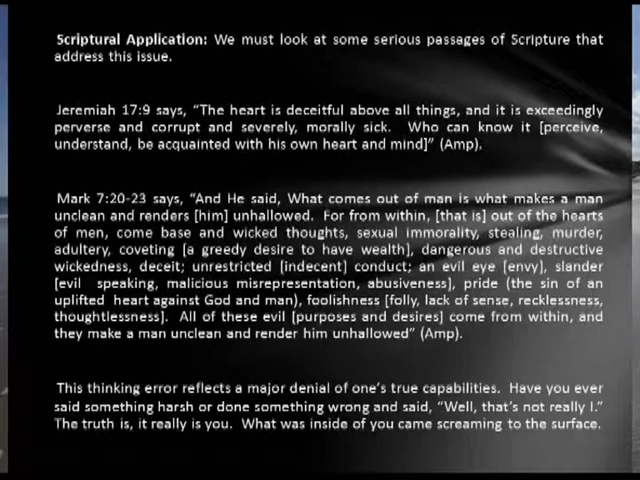 Scriptural Application: We must look at some serious passages of Scripture that
address this issue.
Jeremiah 17:9 says, “The heart is deceitful above all things, and it is exceedingly
perverse and corrupt and severely, morally sick.  Who can know it [perceive,
understand, be acquainted with his own heart and mind]” (Amp).
Mark 7:20-23 says, “And He said, What comes out of man is what makes a man
unclean and renders [him] unhallowed.  For from within, [that is] out of the hearts
of men, come base and wicked thoughts, sexual immorality, stealing, murder,
adultery, coveting [a greedy desire to have wealth], dangerous and destructive
wickedness, deceit; unrestricted [indecent] conduct; an evil eye [envy], slander
[evil speaking, malicious misrepresentation, abusiveness], pride (the sin of an
uplifted heart against God and man), foolishness [folly, lack of sense, recklessness,
thoughtlessness].  All of these evil [purposes and desires] come from within, and
they make a man unclean and render him unhallowed” (Amp).
This thinking error reflects a major denial of one’s true capabilities.  Have you ever
said something harsh or done something wrong and said, “Well, that’s not really I.”
The truth is, it really is you.  What was inside of you came screaming to the surface.